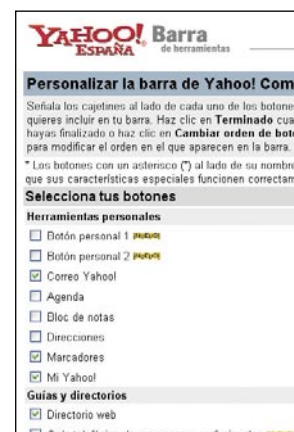 YAHOO! Barra
ESPAÑA de herramientas
Personalizar la barra de Yahoo! Com
Señala los cajetines al lado de cada uno de los botone
quieres incluir en tu barra. Haz clic en Terminado cua
hayas finalizado o haz clic en Cambiar orden de bot
para modificar el orden en el que aparecen en la barra.
* Los botones con un asterisco (*) al lado de su nombr
que sus características especiales funcionen correctam
Selecciona tus botones
Herramientas personales
Botón personal 1 ¡NUEVO!
Botón personal 2 ¡NUEVO!
Correo Yahoo!
Agenda
Bloc de notas
Direcciones
Marcadores
Mi Yahoo!
Guías y directorios
Directorio web